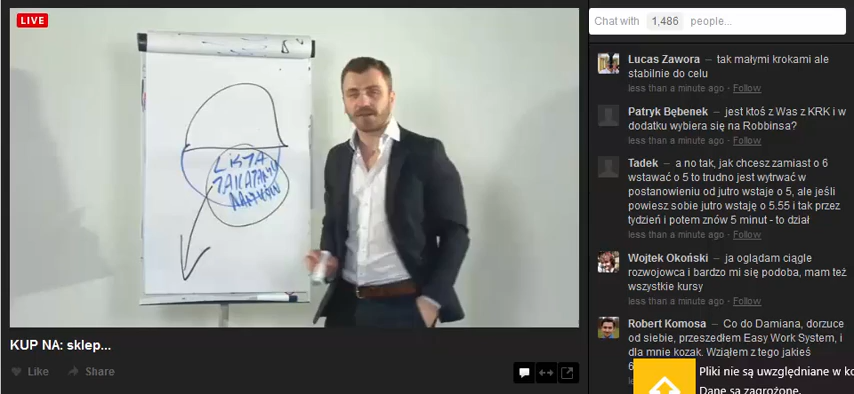 LIVE
LISTA
KUP NA: sklep...
Like
Share
Chat with 1,486 people...
Lucas Zawora – tak małymi krokami ale
stabilnie do celu
less than a minute ago · Follow
Patryk Bębenek – jest ktoś z Was z KRK i w
dodatku wybiera się na Robbinsa?
less than a minute ago · Follow
Tadek – a no tak, jak chcesz zamiast o 6
wstawać o 5 to trudno jest wytrwać w
postanowieniu od jutro wstaje o 5, ale jeśli
powiesz sobie jutro wstaję o 5.55 i tak przez
tydzień i potem znów 5 minut - to dział
less than a minute ago · Follow
Wojtek Okoński – ja oglądam ciągle
rozwojowca i bardzo mi się podoba, mam też
wszystkie kursy
less than a minute ago · Follow
Robert Komosa – Co do Damiana, dorzuce
od siebie, przeszedłem Easy Work System, i
dla mnie kozak. Wziąłem z tego jakieś
Pliki nie są uwzględniane w ko
Dane są zagrożone.